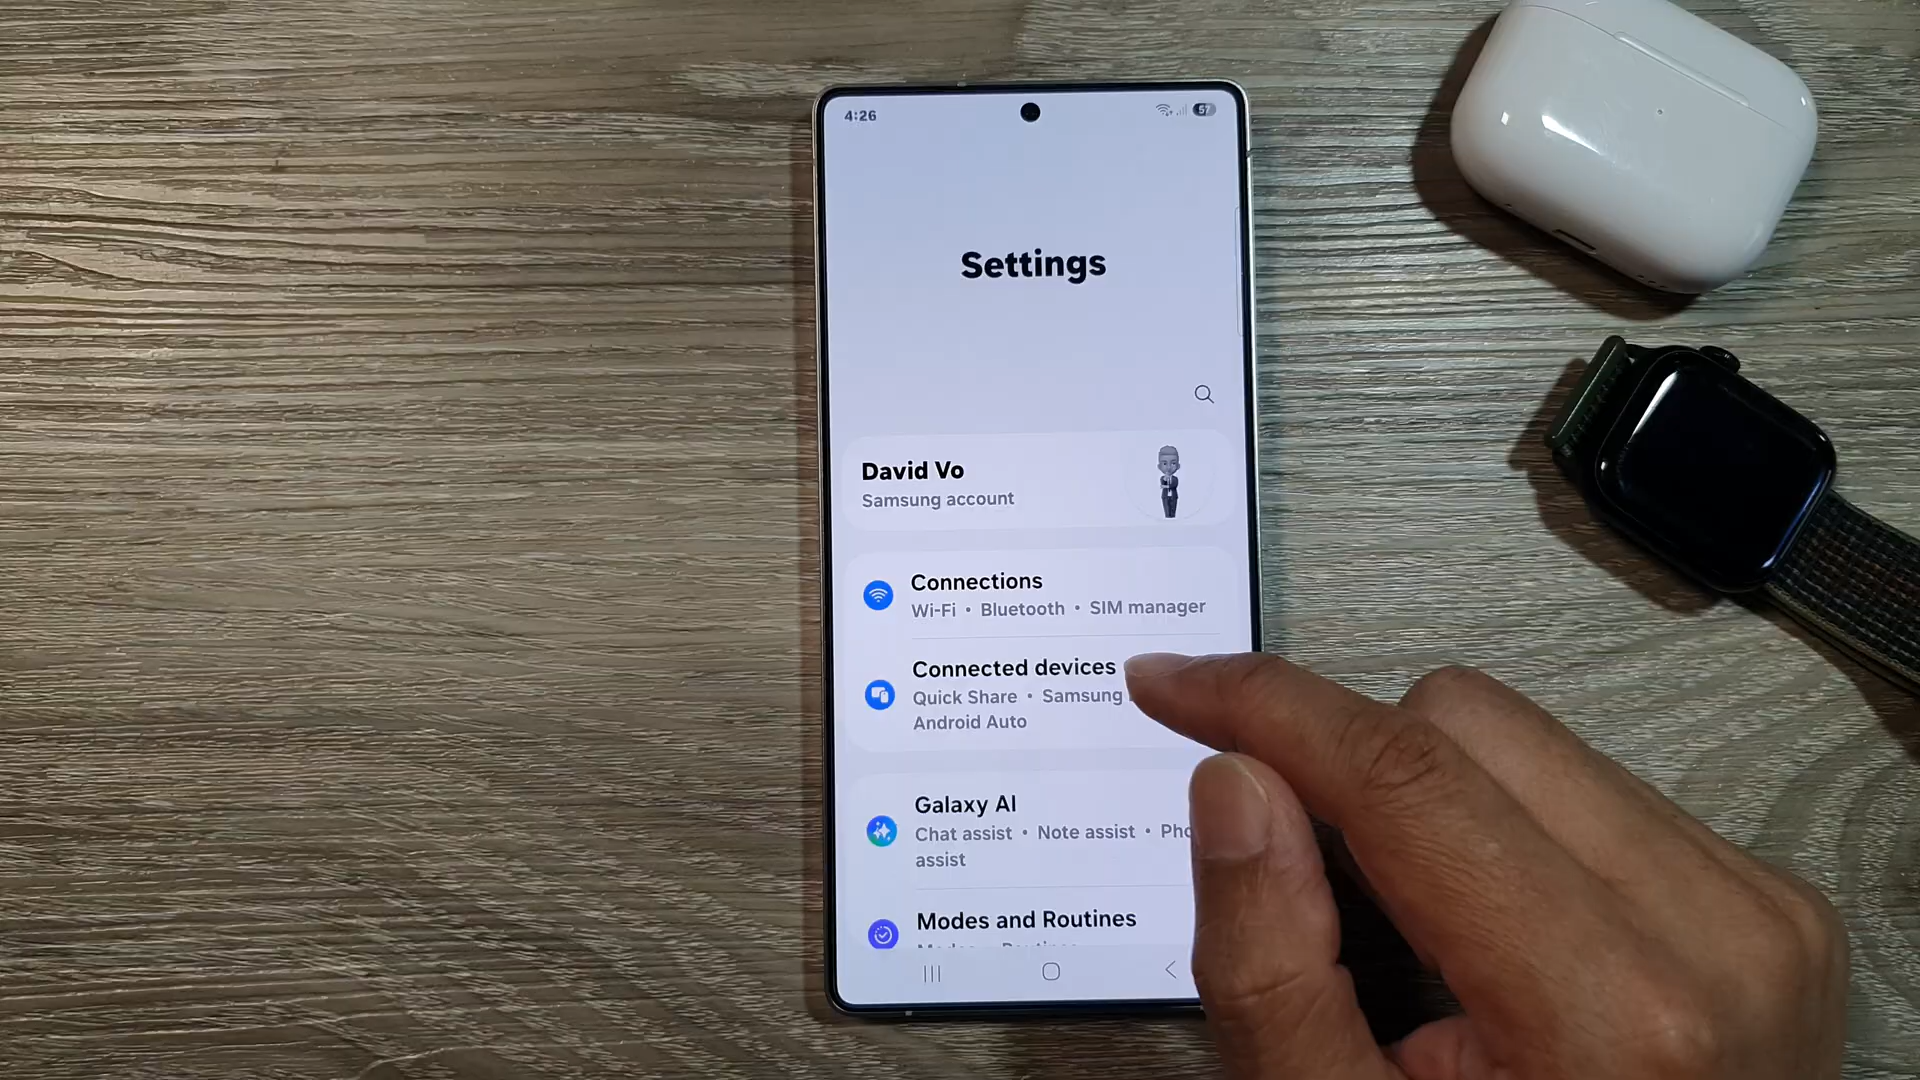 4:26
57
Settings
David Vo
Samsung account
Connections
Wi-Fi • Bluetooth • SIM manager
Connected devices
Quick Share • Samsung
Android Auto
Galaxy AI
Chat assist • Note assist •
assist
Modes and Routines